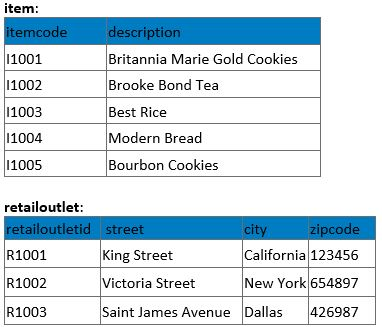 item:
itemcode description
I1001 Britannia Marie Gold Cookies
I1002 Brooke Bond Tea
I1003 Best Rice
I1004 Modern Bread
I1005 Bourbon Cookies
retailoutlet:
retailoutletid street city zipcode
R1001 King Street California 123456
R1002 Victoria Street New York 654897
R1003 Saint James Avenue Dallas 426987